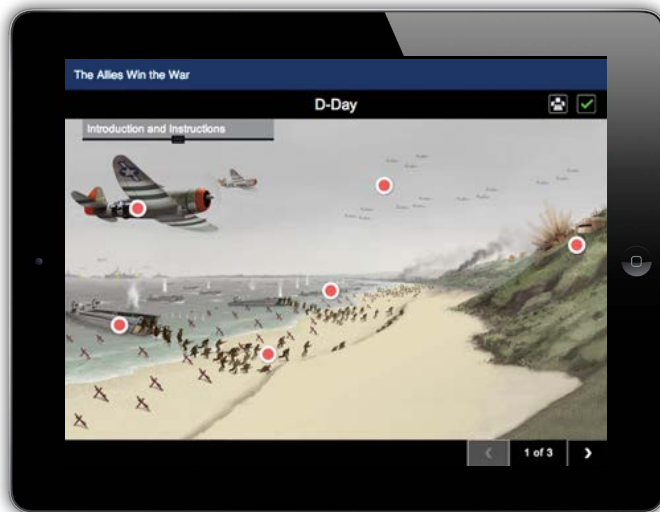 The Allies Win the War
D-Day
Introduction and Instructions
1 of 3